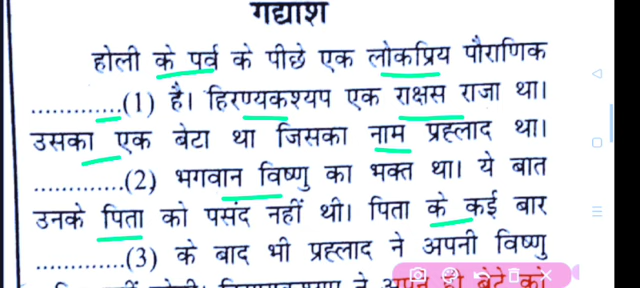 गद्याश
होली के पर्व के पीछे एक लोकप्रिय पौराणिक
.............(1) है। हिरण्यकश्यप एक राक्षस राजा था।
उसका एक बेटा था जिसका नाम प्रह्लाद था।
.............(2) भगवान विष्णु का भक्त था। ये बात
उनके पिता को पसंद नहीं थी। पिता के कई बार
.............(3) के बाद भी प्रह्लाद ने अपनी विष्णु
ने अपने ही बेटे को